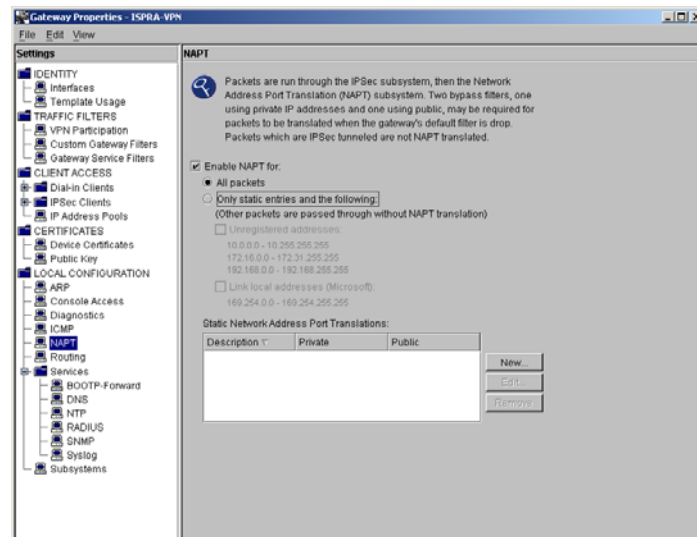 Gateway Properties - ISPRA-VPN
File Edit View
Settings
IDENTITY
Interfaces
Template Usage
TRAFFIC FILTERS
VPN Participation
Custom Gateway Filters
Gateway Service Filters
CLIENT ACCESS
Dial-in Clients
IPSec Clients
IP Address Pools
CERTIFICATES
Device Certificates
Public Key
LOCAL CONFIGURATION
ARP
Console Access
Diagnostics
ICMP
NAPT
Routing
Services
BOOTP-Forward
DNS
NTP
RADIUS
SNMP
Syslog
Subsystems
NAPT
Packets are run through the IPSec subsystem, then the Network
Address Port Translation (NAPT) subsystem. Two bypass filters, one
using private IP addresses and one using public, may be required for
packets to be translated when the gateway's default filter is drop.
Packets which are IPSec tunneled are not NAPT translated.
Enable NAPT for:
All packets
Only static entries and the following:
(Other packets are passed through without NAPT translation)
Unregistered addresses:
10.0.0.0 - 10.255.255.255
172.16.0.0 - 172.31.255.255
192.168.0.0 - 192.168.255.255
Link local addresses (Microsoft):
169.254.0.0 - 169.254.255.255
Static Network Address Port Translations:
Description Private Public
New...
Edit...
Remove